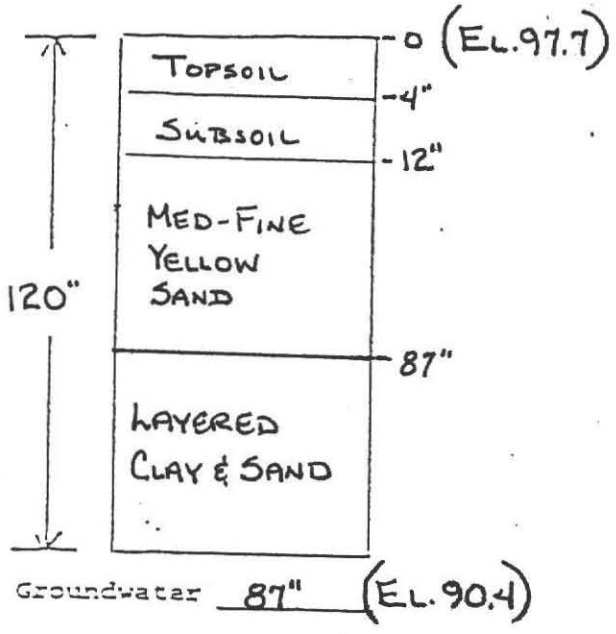 0 (EL.97.7)
TOPSOIL
4"
SUBSOIL
12"
MED-FINE
YELLOW
SAND
120"
87"
LAYERED
CLAY & SAND
Groundwater 87" (EL.90.4)